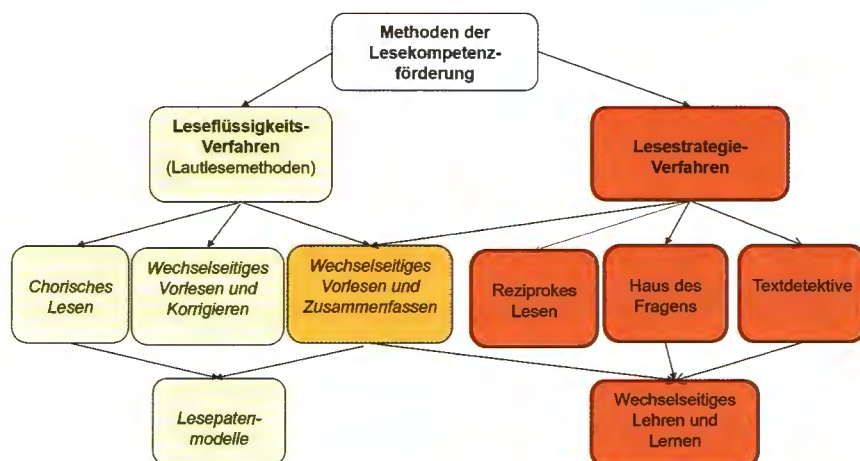 Methoden der
Lesekompetenz-
förderung
Leseflüssigkeits-
Verfahren
(Lautlesemethoden)
Lesestrategie-
Verfahren
Chorisches
Lesen
Wechselseitiges
Vorlesen und
Korrigieren
Wechselseitiges
Vorlesen und
Zusammenfassen
Reziprokes
Lesen
Haus des
Fragens
Textdetektive
Lesepaten-
modelle
Wechselseitiges
Lehren und
Lernen